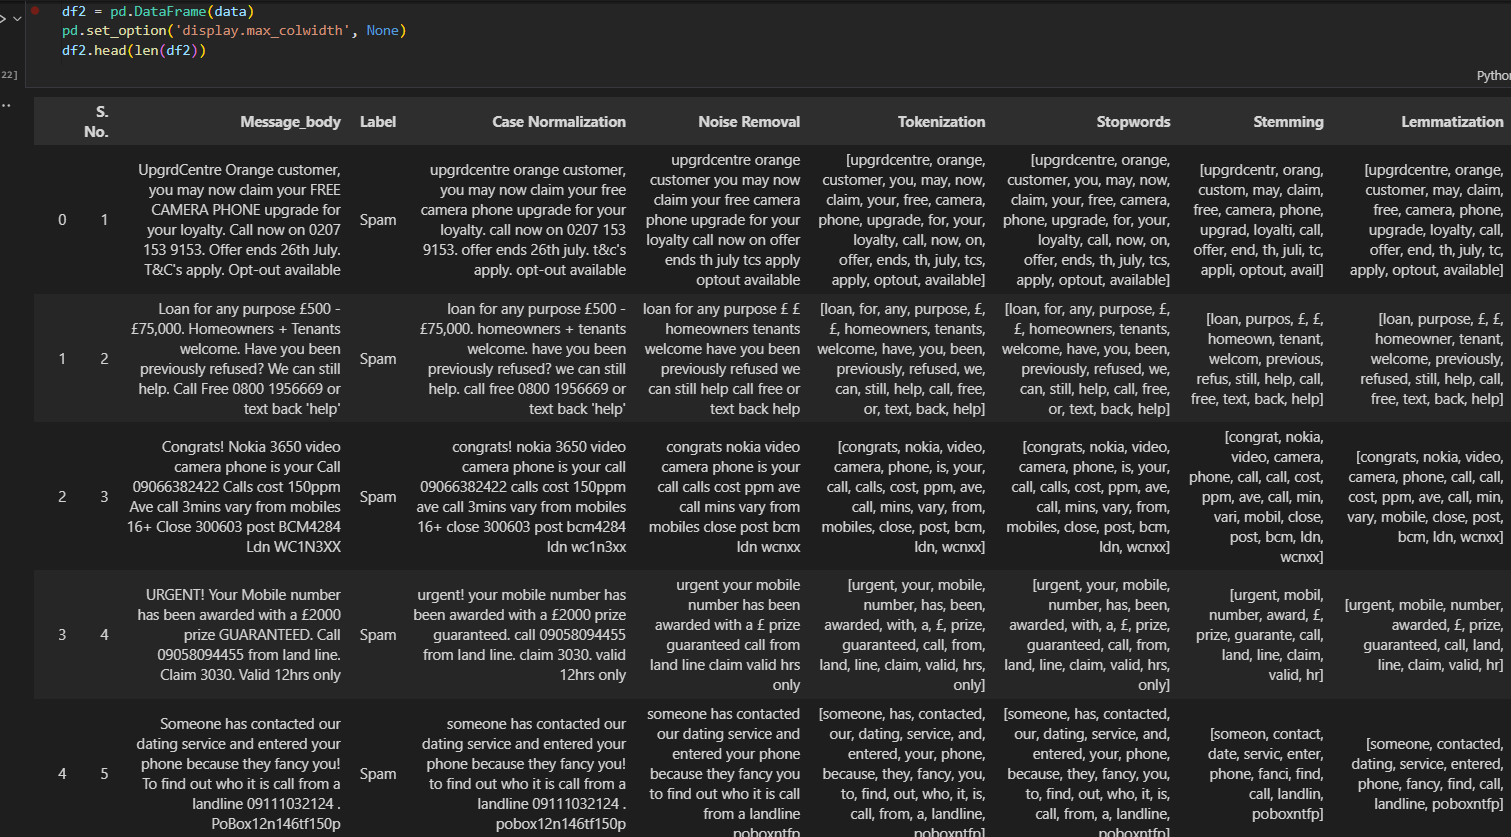 df2 = pd.DataFrame(data)
pd.set_option('display.max_colwidth', None)
df2.head(len(df2))
22]
Python
S. No.
Message_body
Label
Case Normalization
Noise Removal
Tokenization
Stopwords
Stemming
Lemmatization
0
1
UpgrdCentre Orange customer,
you may now claim your FREE
CAMERA PHONE upgrade for
your loyalty. Call now on 0207
153 9153. Offer ends 26th July.
T&C's apply. Opt-out available
Spam
upgrdcentre orange customer,
you may now claim your free
camera phone upgrade for your
loyalty. call now on 0207 153
9153. offer ends 26th july. t&c's
apply. opt-out available
upgrdcentre orange
customer you may now
claim your free camera
phone upgrade for your
loyalty call now on offer
ends th july tcs apply
optout available
[upgrdcentre, orange,
customer, you, may, now,
claim, your, free, camera,
phone, upgrade, for, your,
loyalty, call, now, on,
offer, ends, th, july, tcs,
apply, optout, available]
[upgrdcentre, orange,
customer, you, may, now,
claim, your, free, camera,
phone, upgrade, for, your,
loyalty, call, now, on,
offer, ends, th, july, tcs,
apply, optout, available]
[upgrdcentr, orang,
custom, may, claim,
free, camera, phone,
upgrad, loyalti, call,
offer, end, th, juli, tc,
appli, optout, avail]
[upgrdcentre, orange,
customer, may, claim,
free, camera, phone,
upgrade, loyalty, call,
offer, end, th, july, tc,
apply, optout, available]
1
2
Loan for any purpose £500 -
£75,000. Homeowners + Tenants
welcome. Have you been
previously refused? We can still
help. Call Free 0800 1956669 or
text back 'help'
Spam
loan for any purpose £500 -
£75,000. homeowners + tenants
welcome. have you been
previously refused? we can still
help. call free 0800 1956669 or
text back 'help'
loan for any purpose £ £
homeowners tenants
welcome have you been
previously refused we
can still help call free or
text back help
[loan, for, any, purpose, £,
£, homeowners, tenants,
welcome, have, you, been,
previously, refused, we,
can, still, help, call, free,
or, text, back, help]
[loan, for, any, purpose, £,
£, homeowners, tenants,
welcome, have, you, been,
previously, refused, we,
can, still, help, call, free,
or, text, back, help]
[loan, purpos, £, £,
homeown, tenant,
welcom, previous,
refus, still, help, call,
free, text, back, help]
[loan, purpose, £, £,
homeowner, tenant,
welcome, previously,
refused, still, help, call,
free, text, back, help]
2
3
Congrats! Nokia 3650 video
camera phone is your Call
09066382422 Calls cost 150ppm
Ave call 3mins vary from mobiles
16+ Close 300603 post BCM4284
Ldn WC1N3XX
Spam
congrats! nokia 3650 video
camera phone is your call
09066382422 calls cost 150ppm
ave call 3mins vary from mobiles
16+ close 300603 post bcm4284
ldn wc1n3xx
congrats nokia video
camera phone is your
call calls cost ppm ave
call mins vary from
mobiles close post bcm
ldn wcnxx
[congrats, nokia, video,
camera, phone, is, your,
call, calls, cost, ppm, ave,
call, mins, vary, from,
mobiles, close, post, bcm,
ldn, wcnxx]
[congrats, nokia, video,
camera, phone, is, your,
call, calls, cost, ppm, ave,
call, mins, vary, from,
mobiles, close, post, bcm,
ldn, wcnxx]
[congrat, nokia,
video, camera,
phone, call, call, cost,
ppm, ave, call, min,
vari, mobil, close,
post, bcm, ldn,
wcnxx]
[congrats, nokia, video,
camera, phone, call, call,
cost, ppm, ave, call, min,
vary, mobile, close, post,
bcm, ldn, wcnxx]
3
4
URGENT! Your Mobile number
has been awarded with a £2000
prize GUARANTEED. Call
09058094455 from land line.
Claim 3030. Valid 12hrs only
Spam
urgent! your mobile number has
been awarded with a £2000 prize
guaranteed. call 09058094455
from land line. claim 3030. valid
12hrs only
urgent your mobile
number has been
awarded with a £ prize
guaranteed call from
land line claim valid hrs
only
[urgent, your, mobile,
number, has, been,
awarded, with, a, £, prize,
guaranteed, call, from,
land, line, claim, valid, hrs,
only]
[urgent, your, mobile,
number, has, been,
awarded, with, a, £, prize,
guaranteed, call, from,
land, line, claim, valid, hrs,
only]
[urgent, mobil,
number, award, £,
prize, guarante, call,
land, line, claim,
valid, hr]
[urgent, mobile, number,
awarded, £, prize,
guaranteed, call, land,
line, claim, valid, hr]
4
5
Someone has contacted our
dating service and entered your
phone because they fancy you!
To find out who it is call from a
landline 09111032124 .
PoBox12n146tf150p
Spam
someone has contacted our
dating service and entered your
phone because they fancy you!
to find out who it is call from a
landline 09111032124 .
pobox12n146tf150p
someone has contacted
our dating service and
entered your phone
because they fancy you
to find out who it is call
from a landline
poboxntfp
[someone, has, contacted,
our, dating, service, and,
entered, your, phone,
because, they, fancy, you,
to, find, out, who, it, is,
call, from, a, landline,
poboxntfp]
[someone, has, contacted,
our, dating, service, and,
entered, your, phone,
because, they, fancy, you,
to, find, out, who, it, is,
call, from, a, landline,
poboxntfp]
[someon, contact,
date, servic, enter,
phone, fanci, find,
call, landlin,
poboxntfp]
[someone, contacted,
dating, service, entered,
phone, fancy, find, call,
landline, poboxntfp]